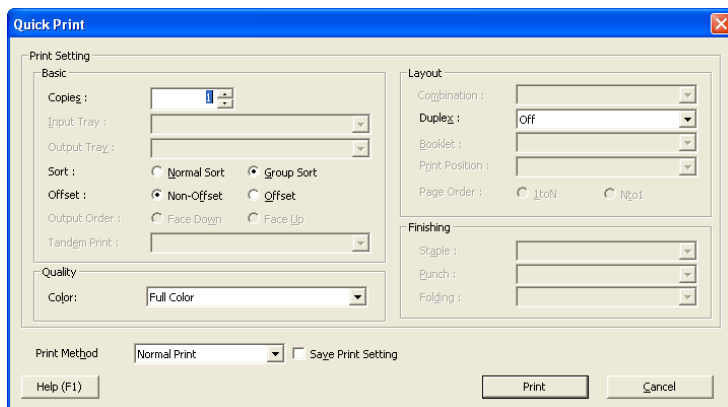 Quick Print
Print Setting
Basic
Copies : 1
Input Tray :
Output Tray :
Sort : Normal Sort Group Sort
Offset : Non-Offset Offset
Output Order : Face Down Face Up
Tandem Print :
Quality
Color: Full Color
Layout
Combination :
Duplex : Off
Booklet :
Print Position :
Page Order : 1toN Nto1
Finishing
Staple :
Punch :
Folding :
Print Method Normal Print Save Print Setting
Help (F1) Print Cancel